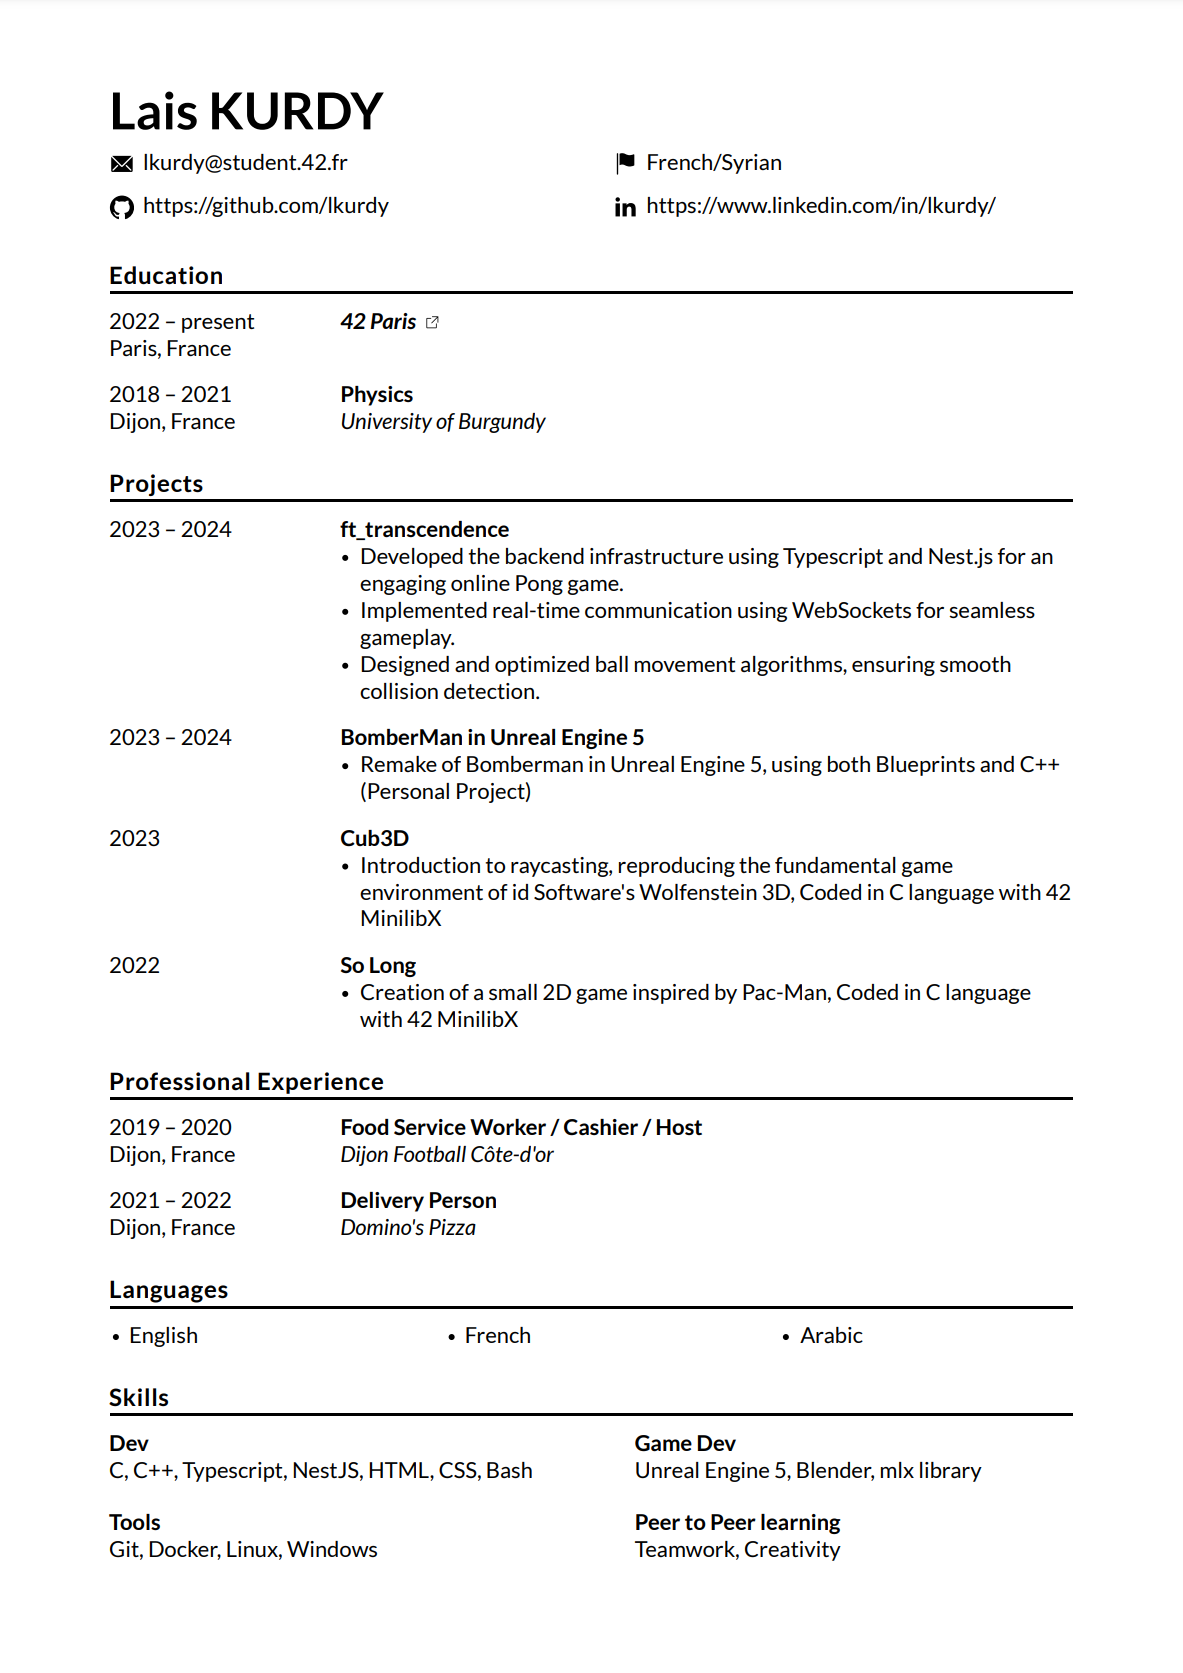 Lais KURDY
lkurdy@student.42.fr
French/Syrian
https://github.com/lkurdy
https://www.linkedin.com/in/lkurdy/
Education
2022 – present
42 Paris
Paris, France
2018 – 2021
Physics
Dijon, France
University of Burgundy
Projects
2023 – 2024
ft_transcendence
• Developed the backend infrastructure using Typescript and Nest.js for an
engaging online Pong game.
• Implemented real-time communication using WebSockets for seamless
gameplay.
• Designed and optimized ball movement algorithms, ensuring smooth
collision detection.
2023 – 2024
BomberMan in Unreal Engine 5
• Remake of Bomberman in Unreal Engine 5, using both Blueprints and C++
(Personal Project)
2023
Cub3D
• Introduction to raycasting, reproducing the fundamental game
environment of id Software's Wolfenstein 3D, Coded in C language with 42
MinilibX
2022
So Long
• Creation of a small 2D game inspired by Pac-Man, Coded in C language
with 42 MinilibX
Professional Experience
2019 – 2020
Food Service Worker / Cashier / Host
Dijon, France
Dijon Football Côte-d'or
2021 – 2022
Delivery Person
Dijon, France
Domino's Pizza
Languages
• English
• French
• Arabic
Skills
Dev
C, C++, Typescript, NestJS, HTML, CSS, Bash
Game Dev
Unreal Engine 5, Blender, mlx library
Tools
Git, Docker, Linux, Windows
Peer to Peer learning
Teamwork, Creativity